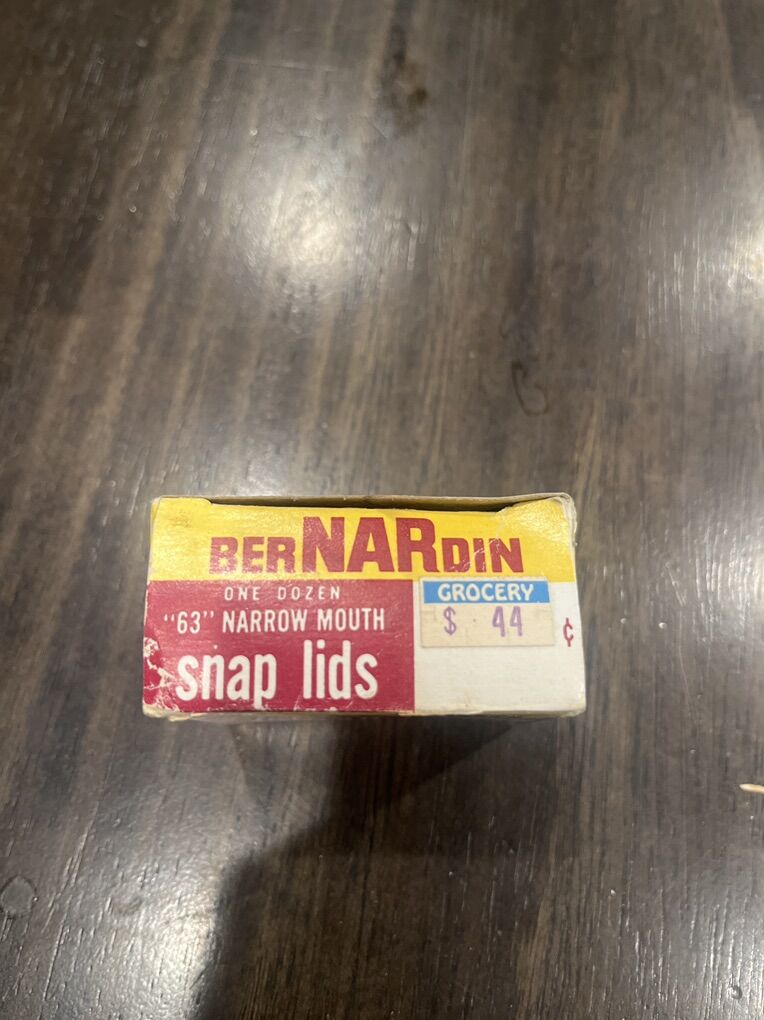 BERNARDIN
ONE DOZEN
"63" NARROW MOUTH
snap lids
GROCERY
$ .44
¢